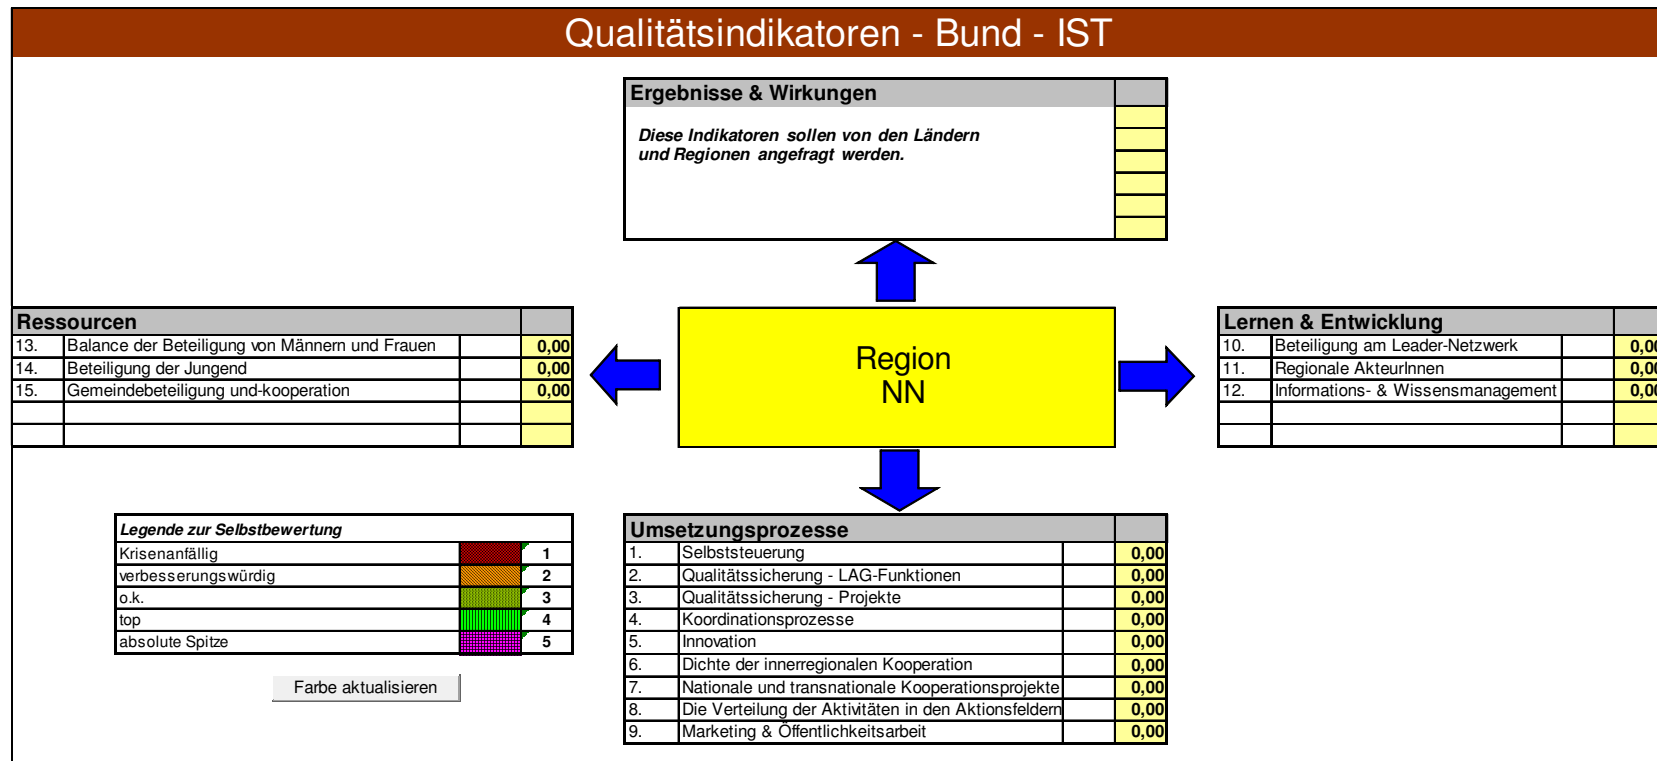 Qualitätsindikatoren - Bund - IST
Ergebnisse & Wirkungen
Diese Indikatoren sollen von den Ländern
und Regionen angefragt werden.
Ressourcen
13. Balance der Beteiligung von Männern und Frauen 0,00
14. Beteiligung der Jungend 0,00
15. Gemeindebeteiligung und-kooperation 0,00
Region
NN
Lernen & Entwicklung
10. Beteiligung am Leader-Netzwerk 0,00
11. Regionale AkteurInnen 0,00
12. Informations- & Wissensmanagement 0,00
Legende zur Selbstbewertung
Krisenanfällig 1
verbesserungswürdig 2
o.k. 3
top 4
absolute Spitze 5
Farbe aktualisieren
Umsetzungsprozesse
1. Selbststeuerung 0,00
2. Qualitätssicherung - LAG-Funktionen 0,00
3. Qualitätssicherung - Projekte 0,00
4. Koordinationsprozesse 0,00
5. Innovation 0,00
6. Dichte der innerregionalen Kooperation 0,00
7. Nationale und transnationale Kooperationsprojekte 0,00
8. Die Verteilung der Aktivitäten in den Aktionsfeldern 0,00
9. Marketing & Öffentlichkeitsarbeit 0,00